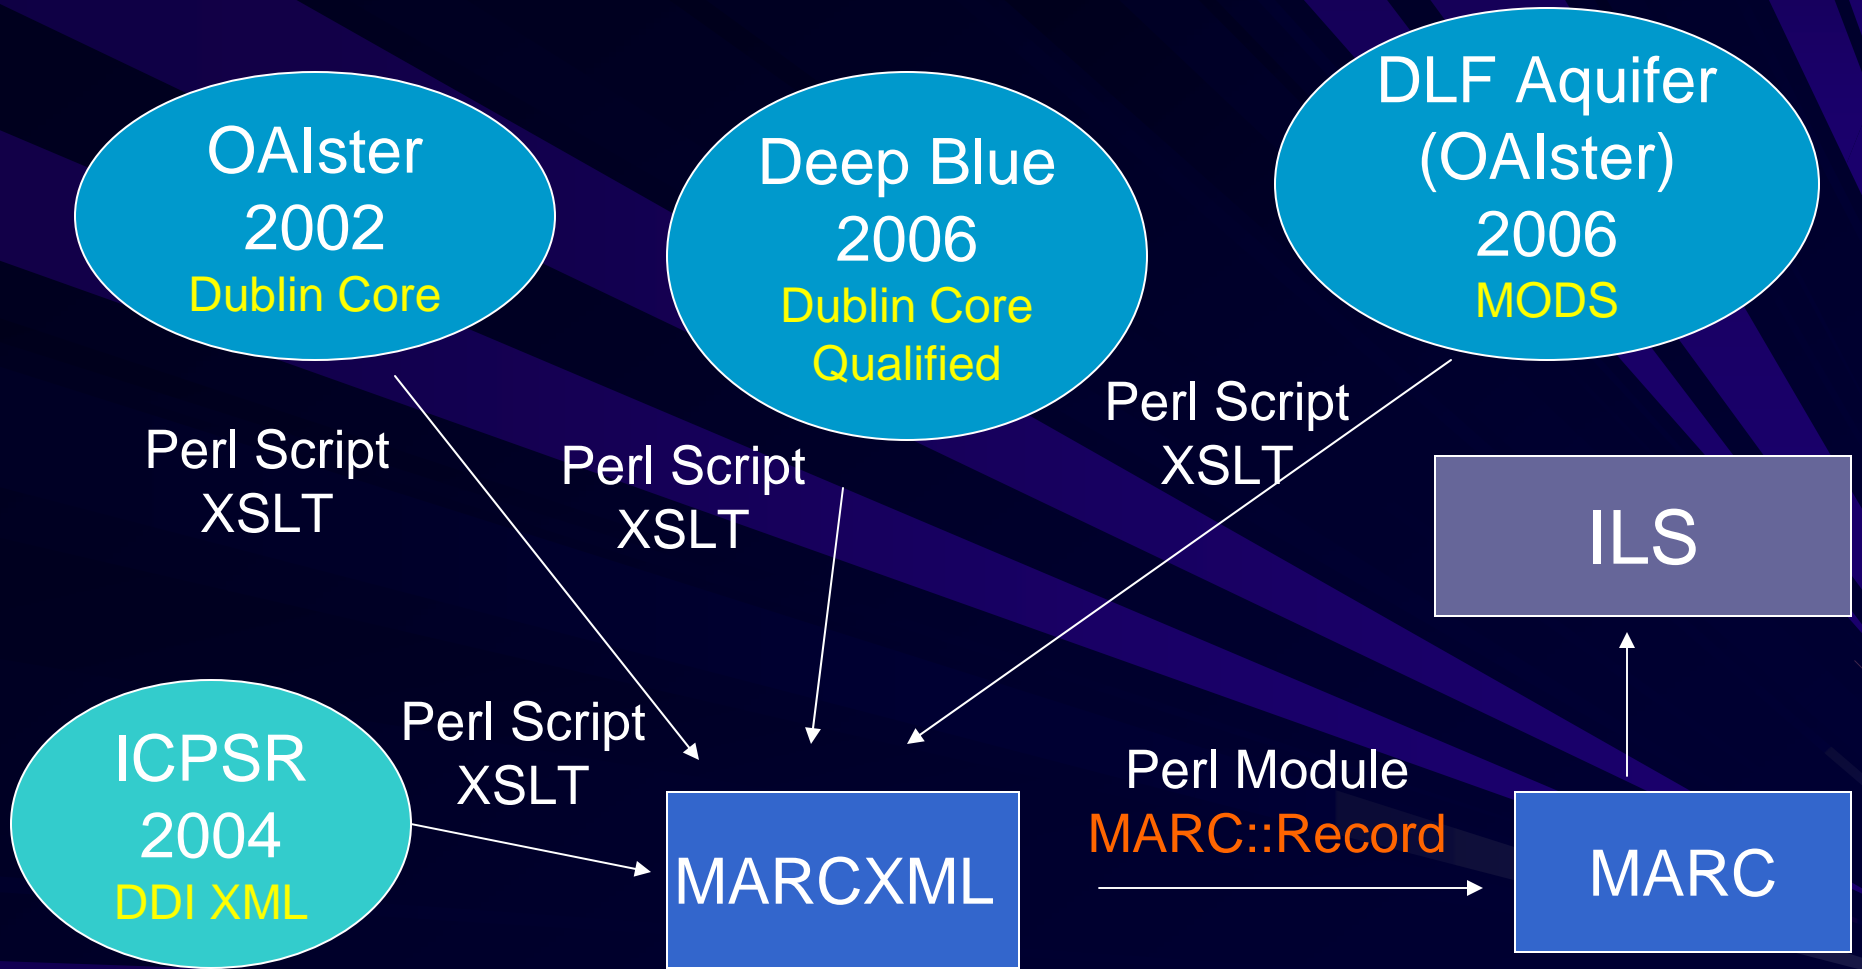 OAIster
2002
Dublin Core
Deep Blue
2006
Dublin Core
Qualified
DLF Aquifer
(OAIster)
2006
MODS
Perl Script
XSLT
Perl Script
XSLT
Perl Script
XSLT
ILS
ICPSR
2004
DDI XML
Perl Script
XSLT
MARCXML
Perl Module
MARC::Record
MARC